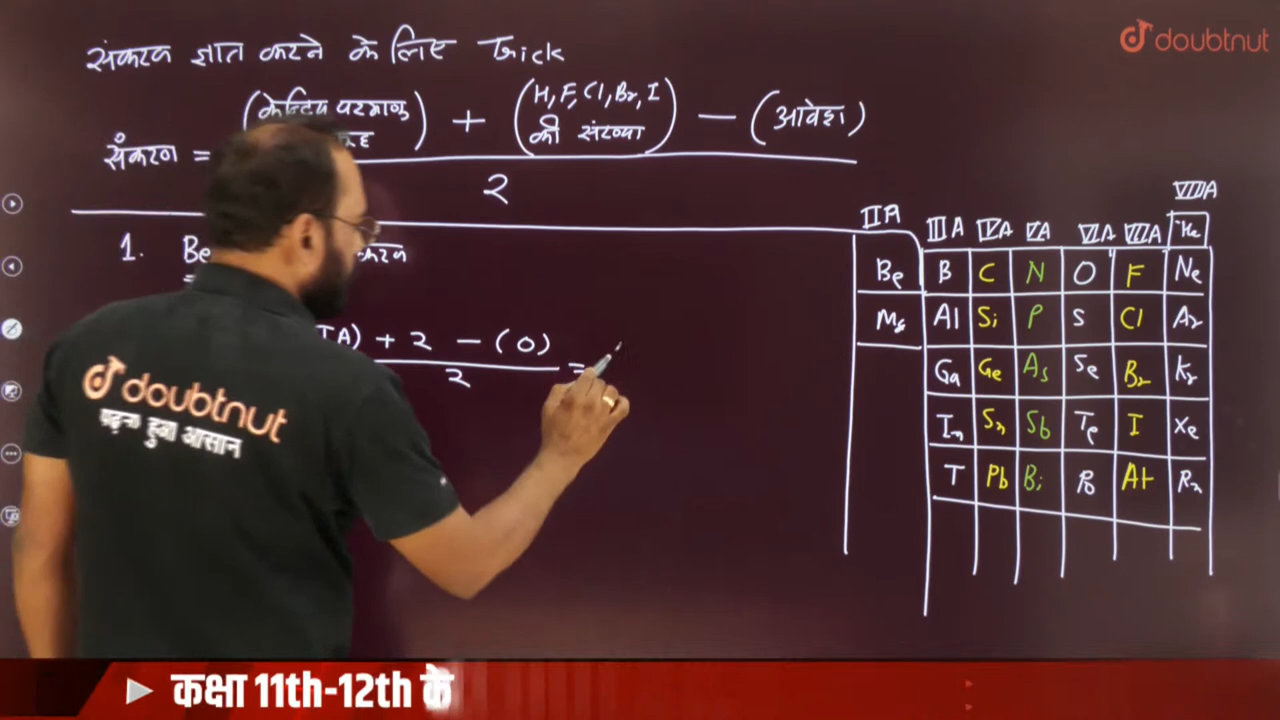 संकरण ज्ञात करने के लिए Trick
doubtnut
संकरण = (केन्द्रिय परमाणु) + (H, F, Cl, Br, I की संख्या) — (आवेश)
2
1. Be
IIA) + 2 — (0) =
2
IIA IIIA IVA VA VIA VIIA VIIIA
He
Be B C N O F Ne
Mg Al Si P S Cl Ar
Ga Ge As Se Br Kr
In Sn Sb Te I Xe
T Pb Bi Po At Rn
doubtnut
पढ़ना हुआ आसान
कक्षा 11th-12th के